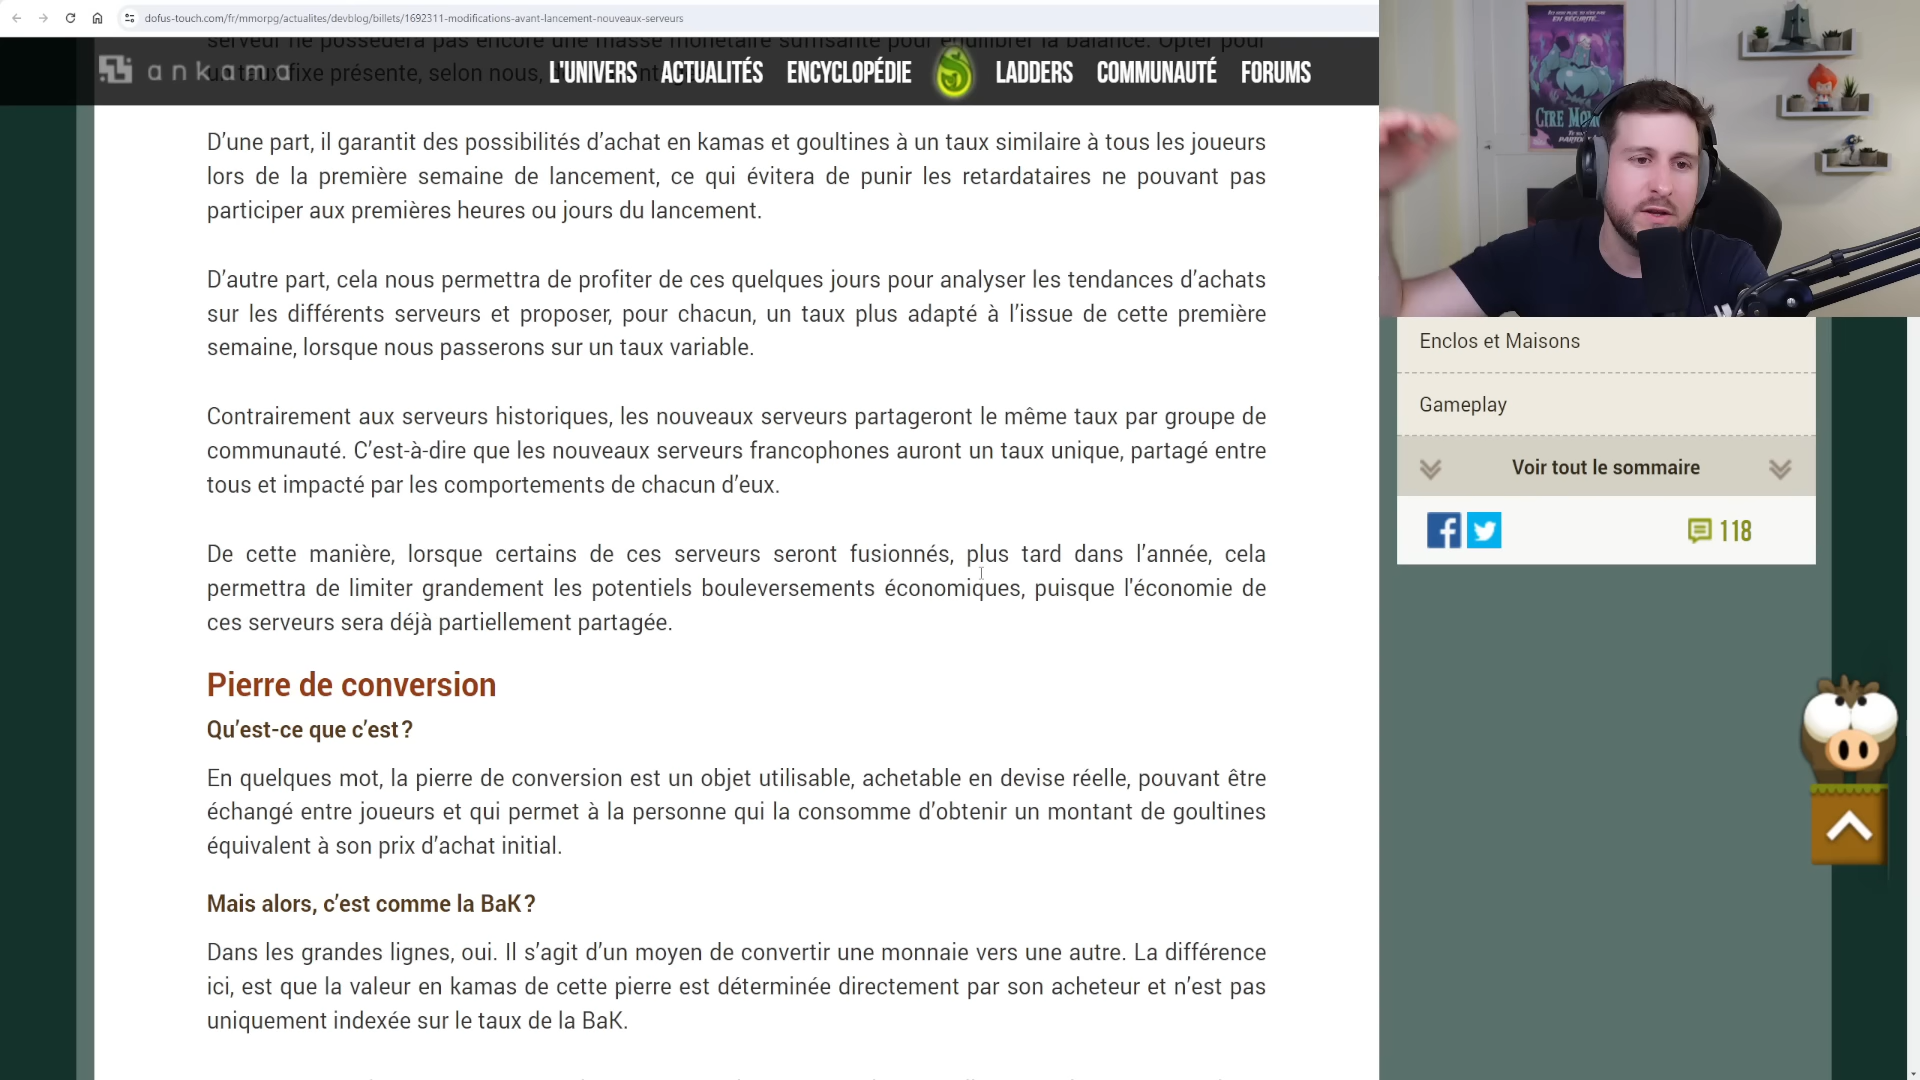 dofus-touch.com/fr/mmorpg/actualites/devblog/billets/1692311-modifications-avant-lancement-nouveaux-serveurs
ankama
L'UNIVERS ACTUALITÉS ENCYCLOPÉDIE LADDERS COMMUNAUTÉ FORUMS
serveur ne possèdera pas encore une masse monétaire suffisante pour équilibrer la balance. Opter pour
un taux fixe présente, selon nous,
D’une part, il garantit des possibilités d’achat en kamas et goultines à un taux similaire à tous les joueurs
lors de la première semaine de lancement, ce qui évitera de punir les retardataires ne pouvant pas
participer aux premières heures ou jours du lancement.
D’autre part, cela nous permettra de profiter de ces quelques jours pour analyser les tendances d’achats
sur les différents serveurs et proposer, pour chacun, un taux plus adapté à l’issue de cette première
semaine, lorsque nous passerons sur un taux variable.
Contrairement aux serveurs historiques, les nouveaux serveurs partageront le même taux par groupe de
communauté. C’est-à-dire que les nouveaux serveurs francophones auront un taux unique, partagé entre
tous et impacté par les comportements de chacun d’eux.
De cette manière, lorsque certains de ces serveurs seront fusionnés, plus tard dans l’année, cela
permettra de limiter grandement les potentiels bouleversements économiques, puisque l'économie de
ces serveurs sera déjà partiellement partagée.
Pierre de conversion
Qu’est-ce que c’est ?
En quelques mot, la pierre de conversion est un objet utilisable, achetable en devise réelle, pouvant être
échangé entre joueurs et qui permet à la personne qui la consomme d’obtenir un montant de goultines
équivalent à son prix d’achat initial.
Mais alors, c’est comme la BaK ?
Dans les grandes lignes, oui. Il s’agit d’un moyen de convertir une monnaie vers une autre. La différence
ici, est que la valeur en kamas de cette pierre est déterminée directement par son acheteur et n’est pas
uniquement indexée sur le taux de la BaK.
EN SÉCURITÉ...
CIRE MO
Enclos et Maisons
Gameplay
Voir tout le sommaire
118